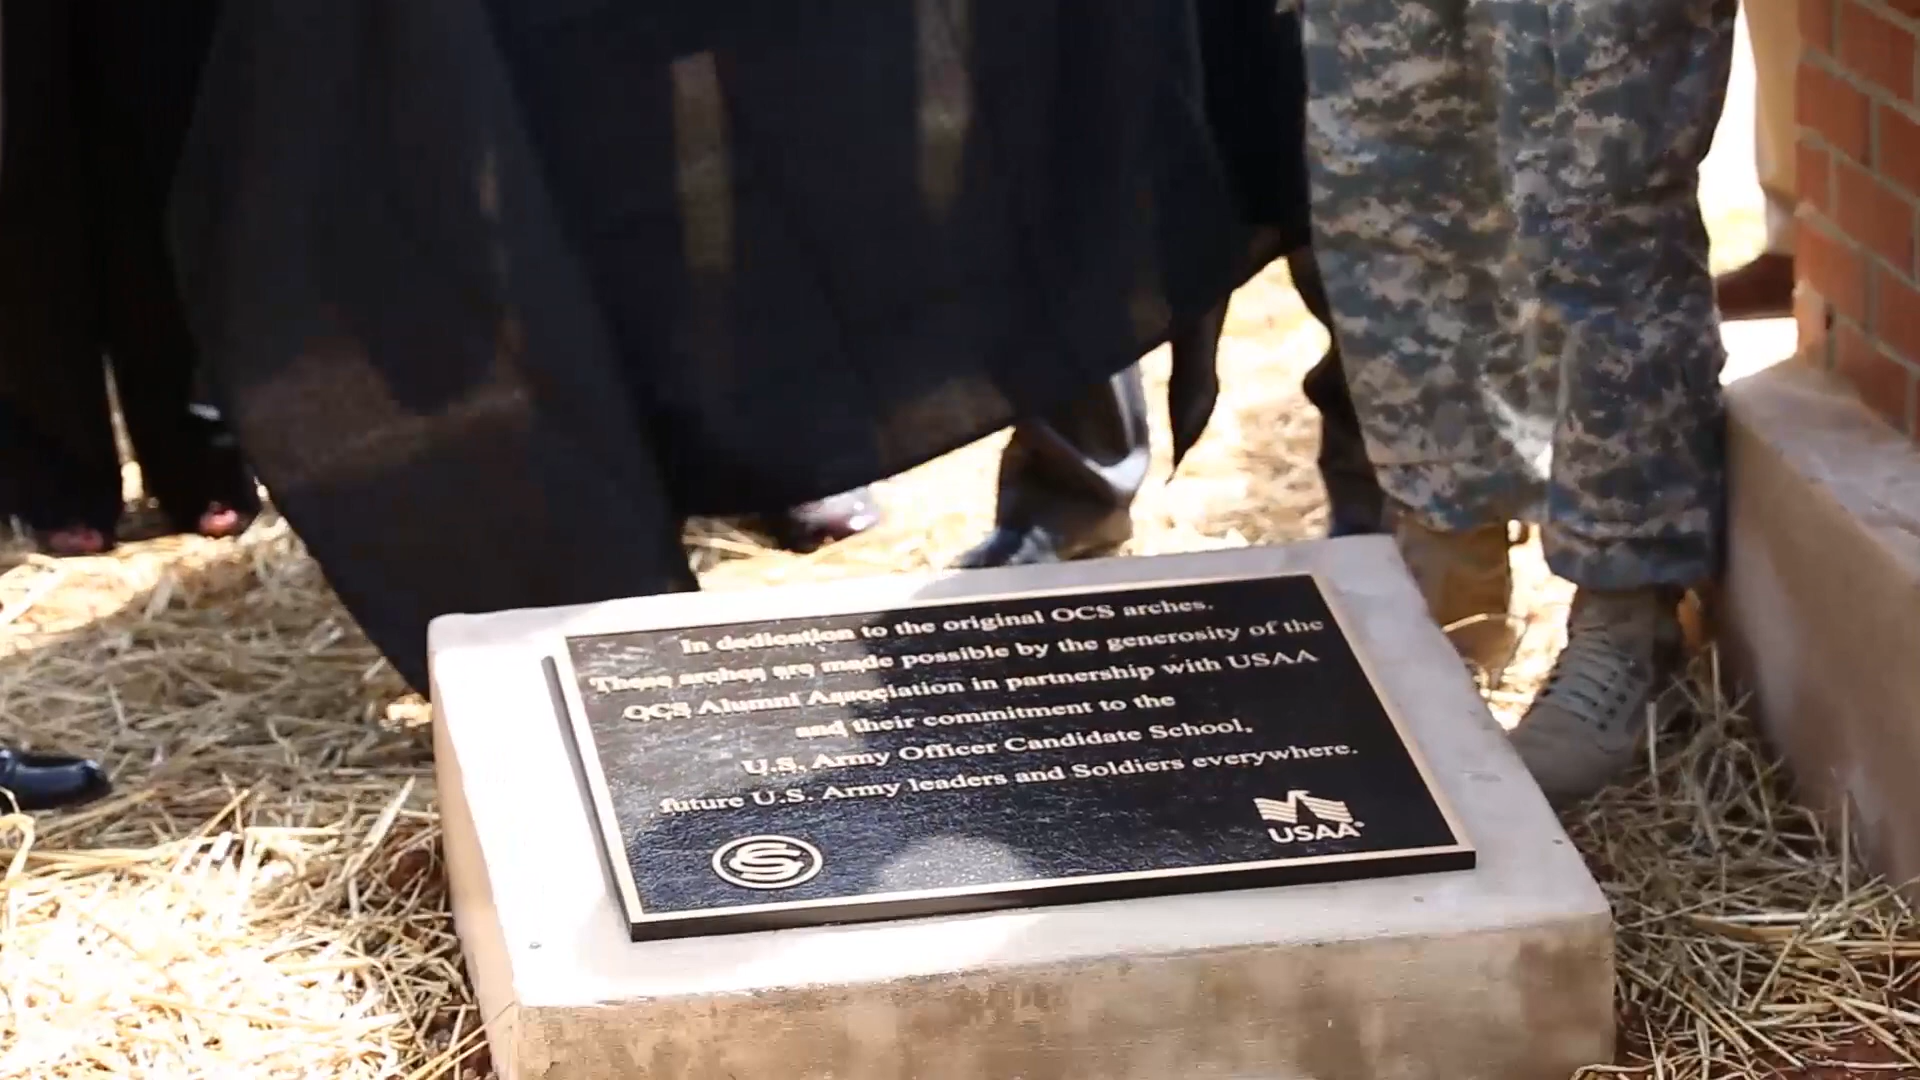 In dedication to the original OCS arches.
These arches are made possible by the generosity of the
OCS Alumni Association in partnership with USAA
and their commitment to the
U.S. Army Officer Candidate School,
future U.S. Army leaders and Soldiers everywhere.
USAA®